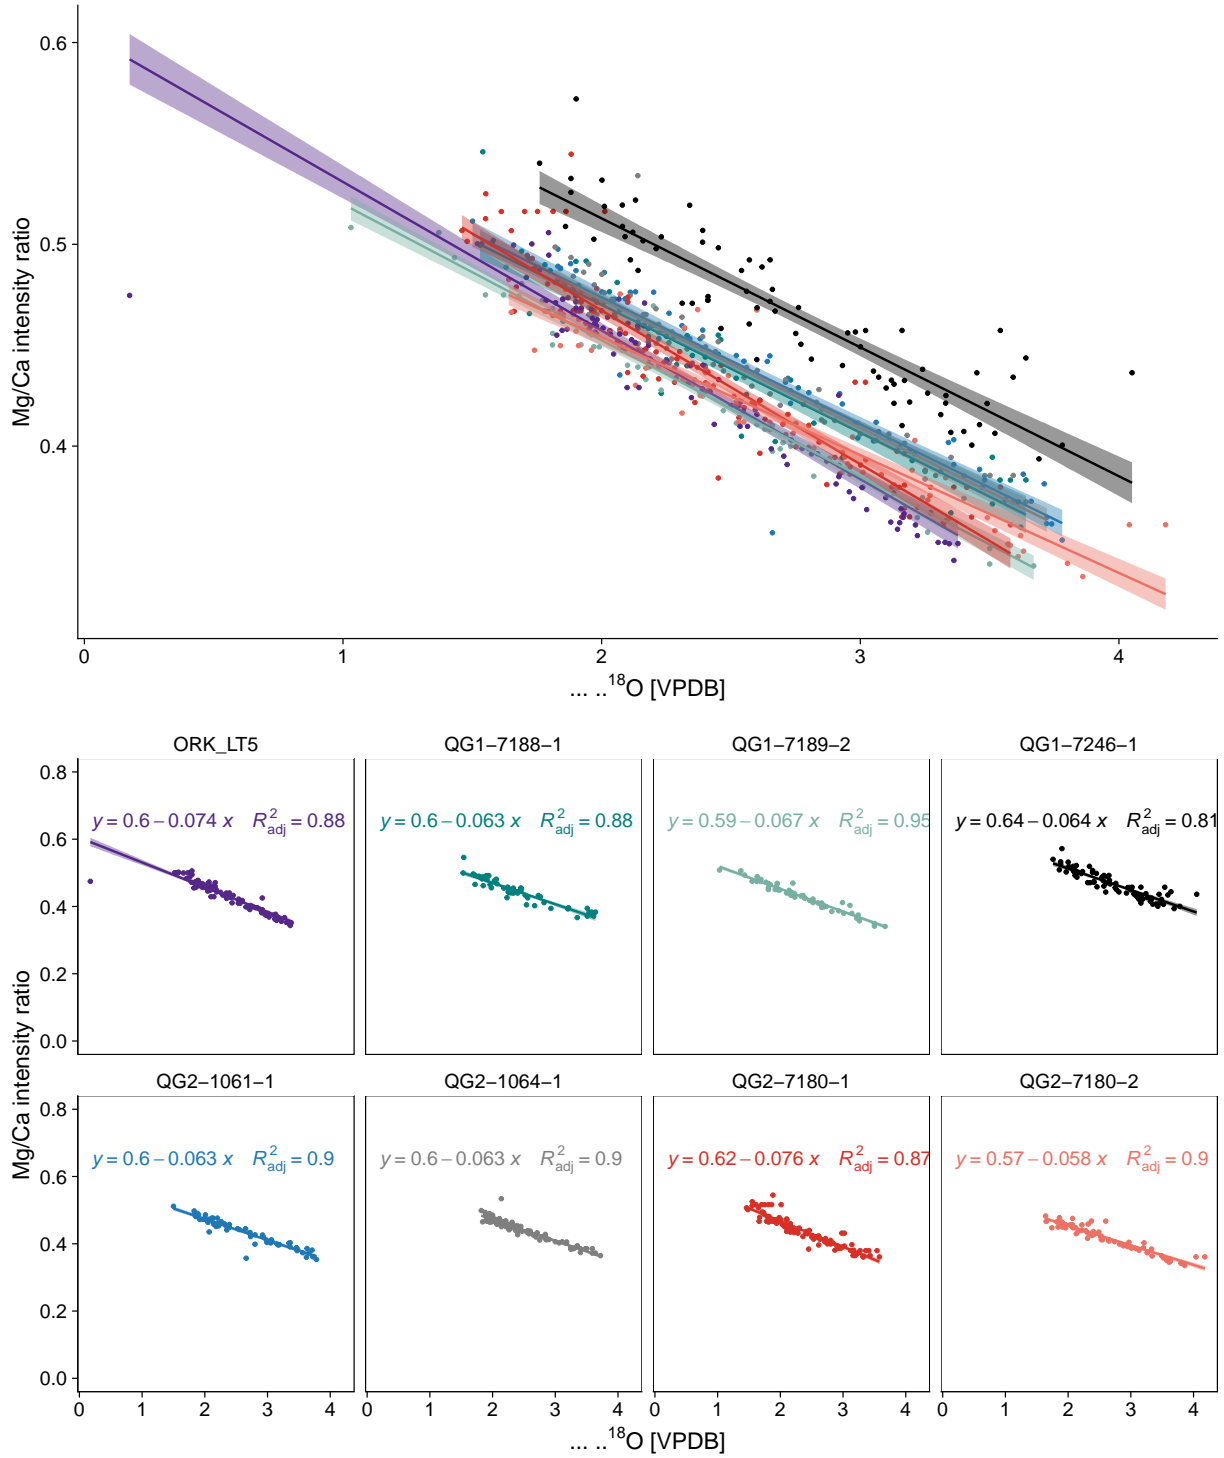 0.6
0.5
0.4
Mg/Ca intensity ratio
0 1 2 3 4
... ..¹⁸O [VPDB]
ORK_LT5 QG1−7188−1 QG1−7189−2 QG1−7246−1
0.8
0.6
0.4
0.2
0.0
y = 0.6 − 0.074 x R²adj = 0.88
y = 0.6 − 0.063 x R²adj = 0.88
y = 0.59 − 0.067 x R²adj = 0.95
y = 0.64 − 0.064 x R²adj = 0.81
Mg/Ca intensity ratio
QG2−1061−1 QG2−1064−1 QG2−7180−1 QG2−7180−2
0.8
0.6
0.4
0.2
0.0
y = 0.6 − 0.063 x R²adj = 0.9
y = 0.6 − 0.063 x R²adj = 0.9
y = 0.62 − 0.076 x R²adj = 0.87
y = 0.57 − 0.058 x R²adj = 0.9
0 1 2 3 4 0 1 2 3 4 0 1 2 3 4 0 1 2 3 4
... ..¹⁸O [VPDB]